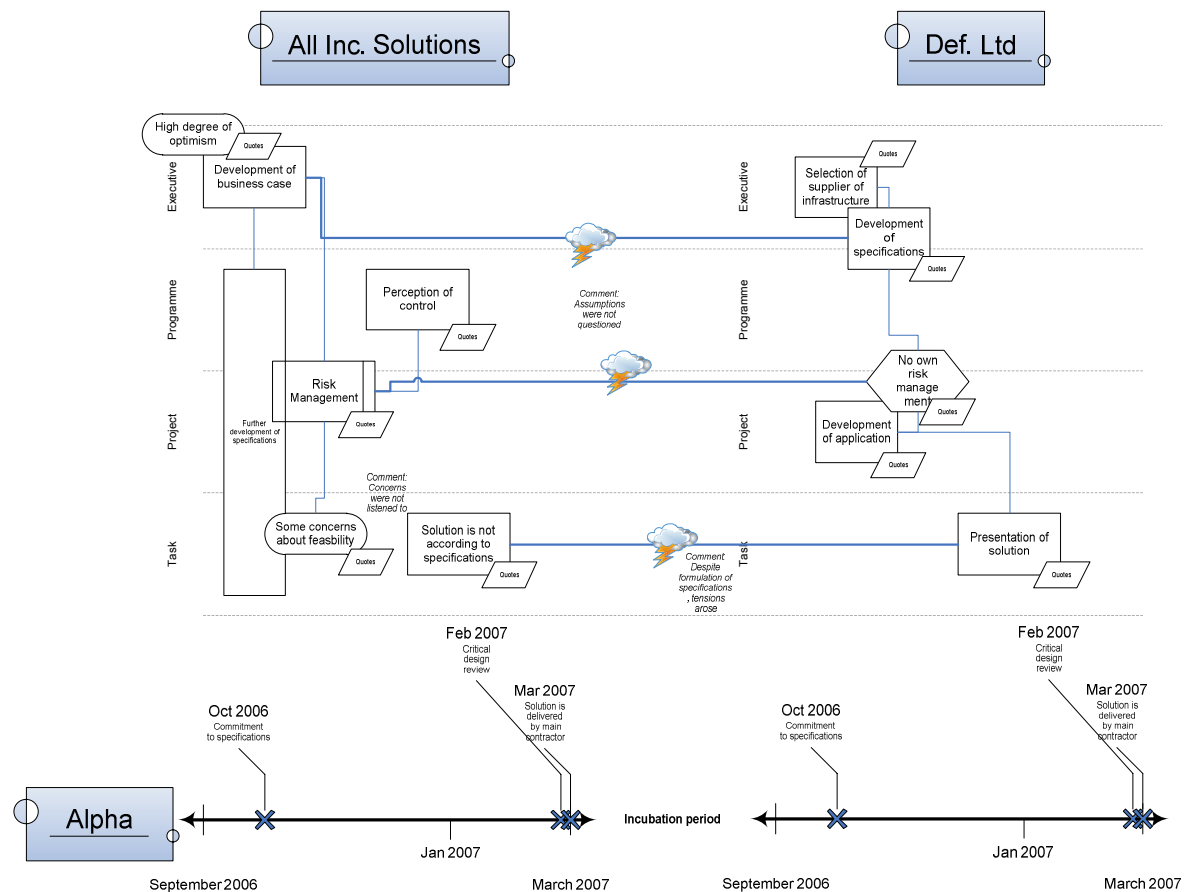 All Inc. Solutions
Def. Ltd
High degree of
optimism
Quotes
Development of
business case
Executive
Executive
Quotes
Selection of
supplier of
infrastructure
Development
of
specifications
Quotes
Programme
Perception of
control
Quotes
Comment:
Assumptions
were not
questioned
Programme
Risk
Management
Quotes
No own
risk
manage
ment
Quotes
Further
development of
specifications
Project
Project
Development
of application
Quotes
Comment:
Concerns
were not
listened to
Some concerns
about feasbility
Quotes
Task
Solution is not
according to
specifications
Quotes
Comment:
Despite
formulation of
specifications
, tensions
arose
Task
Presentation of
solution
Quotes
Feb 2007
Critical
design
review
Mar 2007
Solution is
delivered
by main
contractor
Oct 2006
Commitment
to specifications
Feb 2007
Critical
design
review
Mar 2007
Solution is
delivered
by main
contractor
Oct 2006
Commitment
to specifications
Alpha
Incubation period
Jan 2007
Jan 2007
September 2006
March 2007
September 2006
March 2007